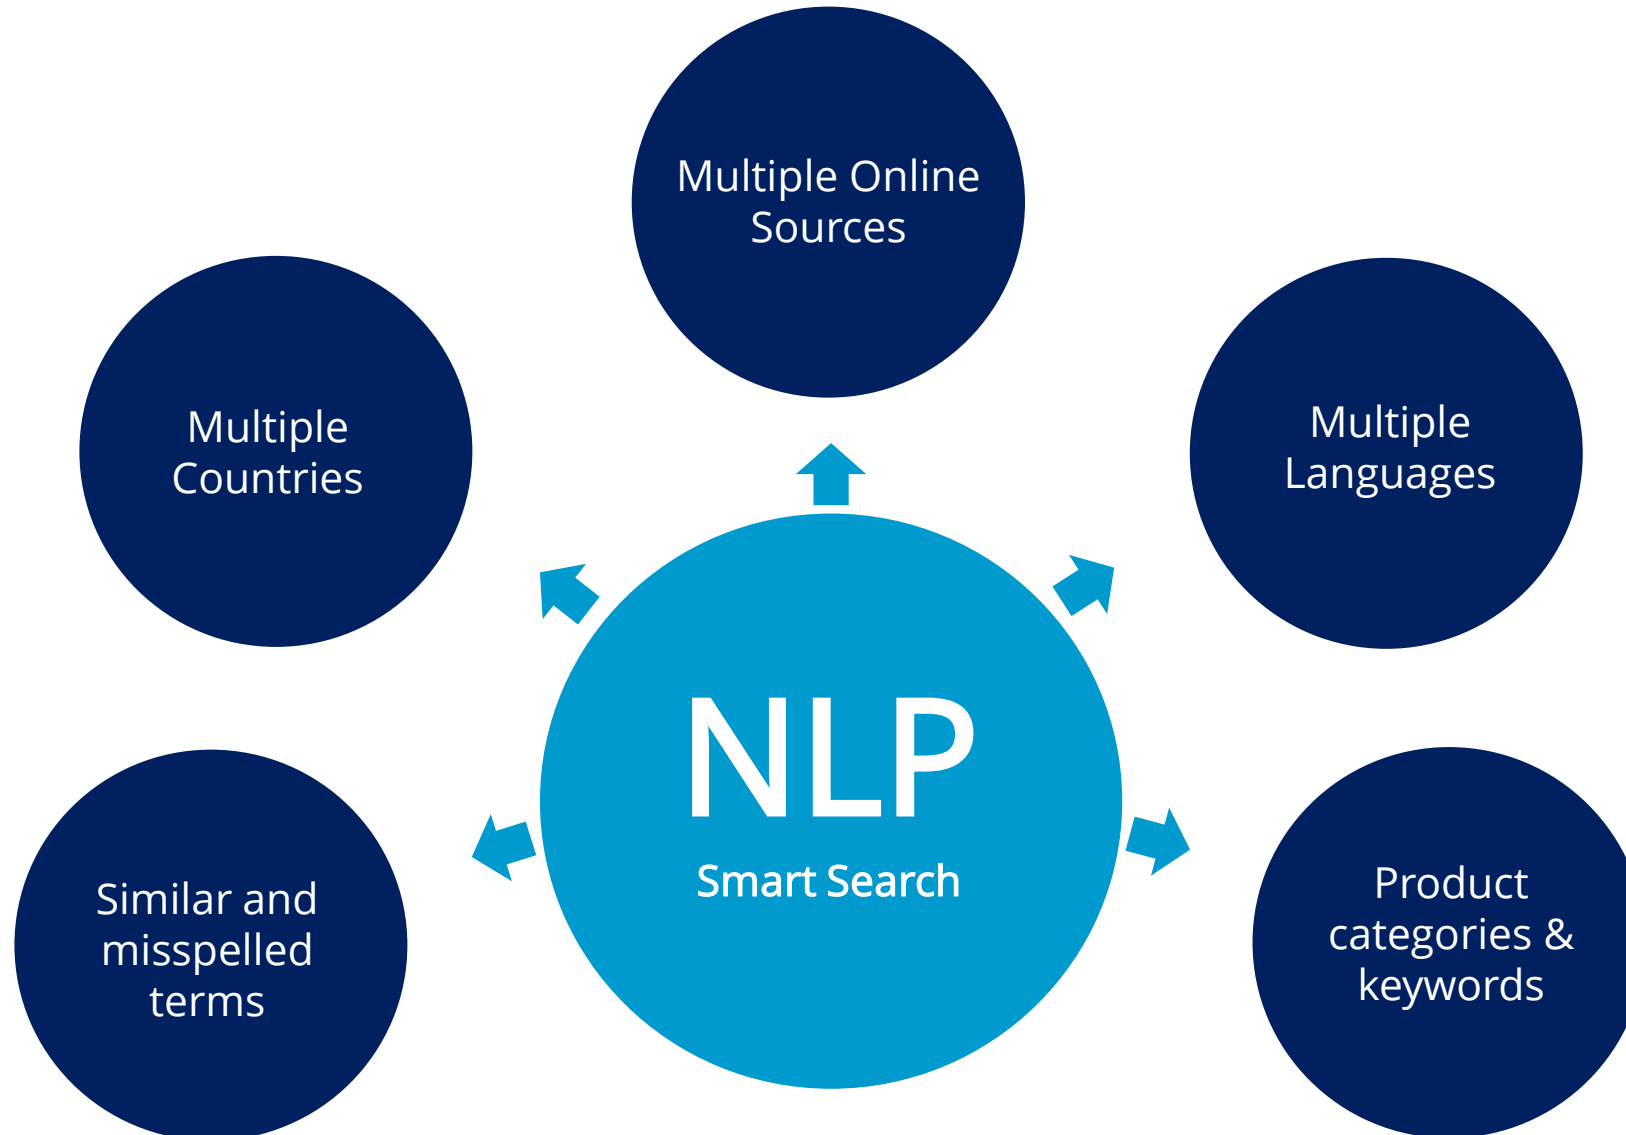 Multiple Online
Sources
Multiple
Countries
Multiple
Languages
NLP
Smart Search
Similar and
misspelled
terms
Product
categories &
keywords